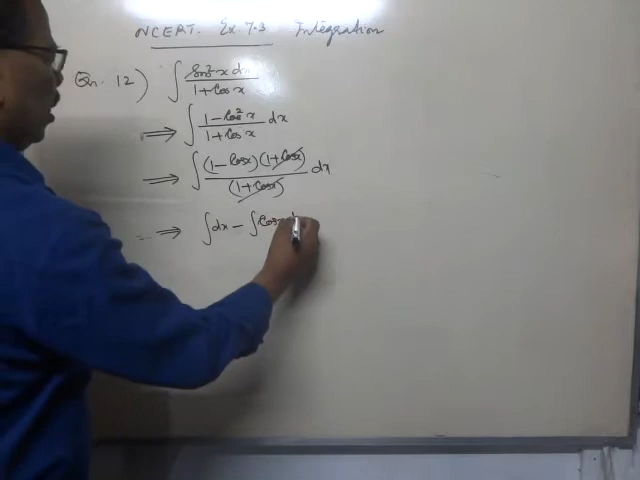 NCERT. Ex. 7.3 Integration
Qn. 12) ∫ sin²x dx / 1 + Cos x
⟹ ∫ 1 − Cos²x / 1 + Cos x dx
⟹ ∫ (1 − Cosx)(1 + Cosx) / (1 + Cosx) dx
⟹ ∫ dx − ∫ Cosx